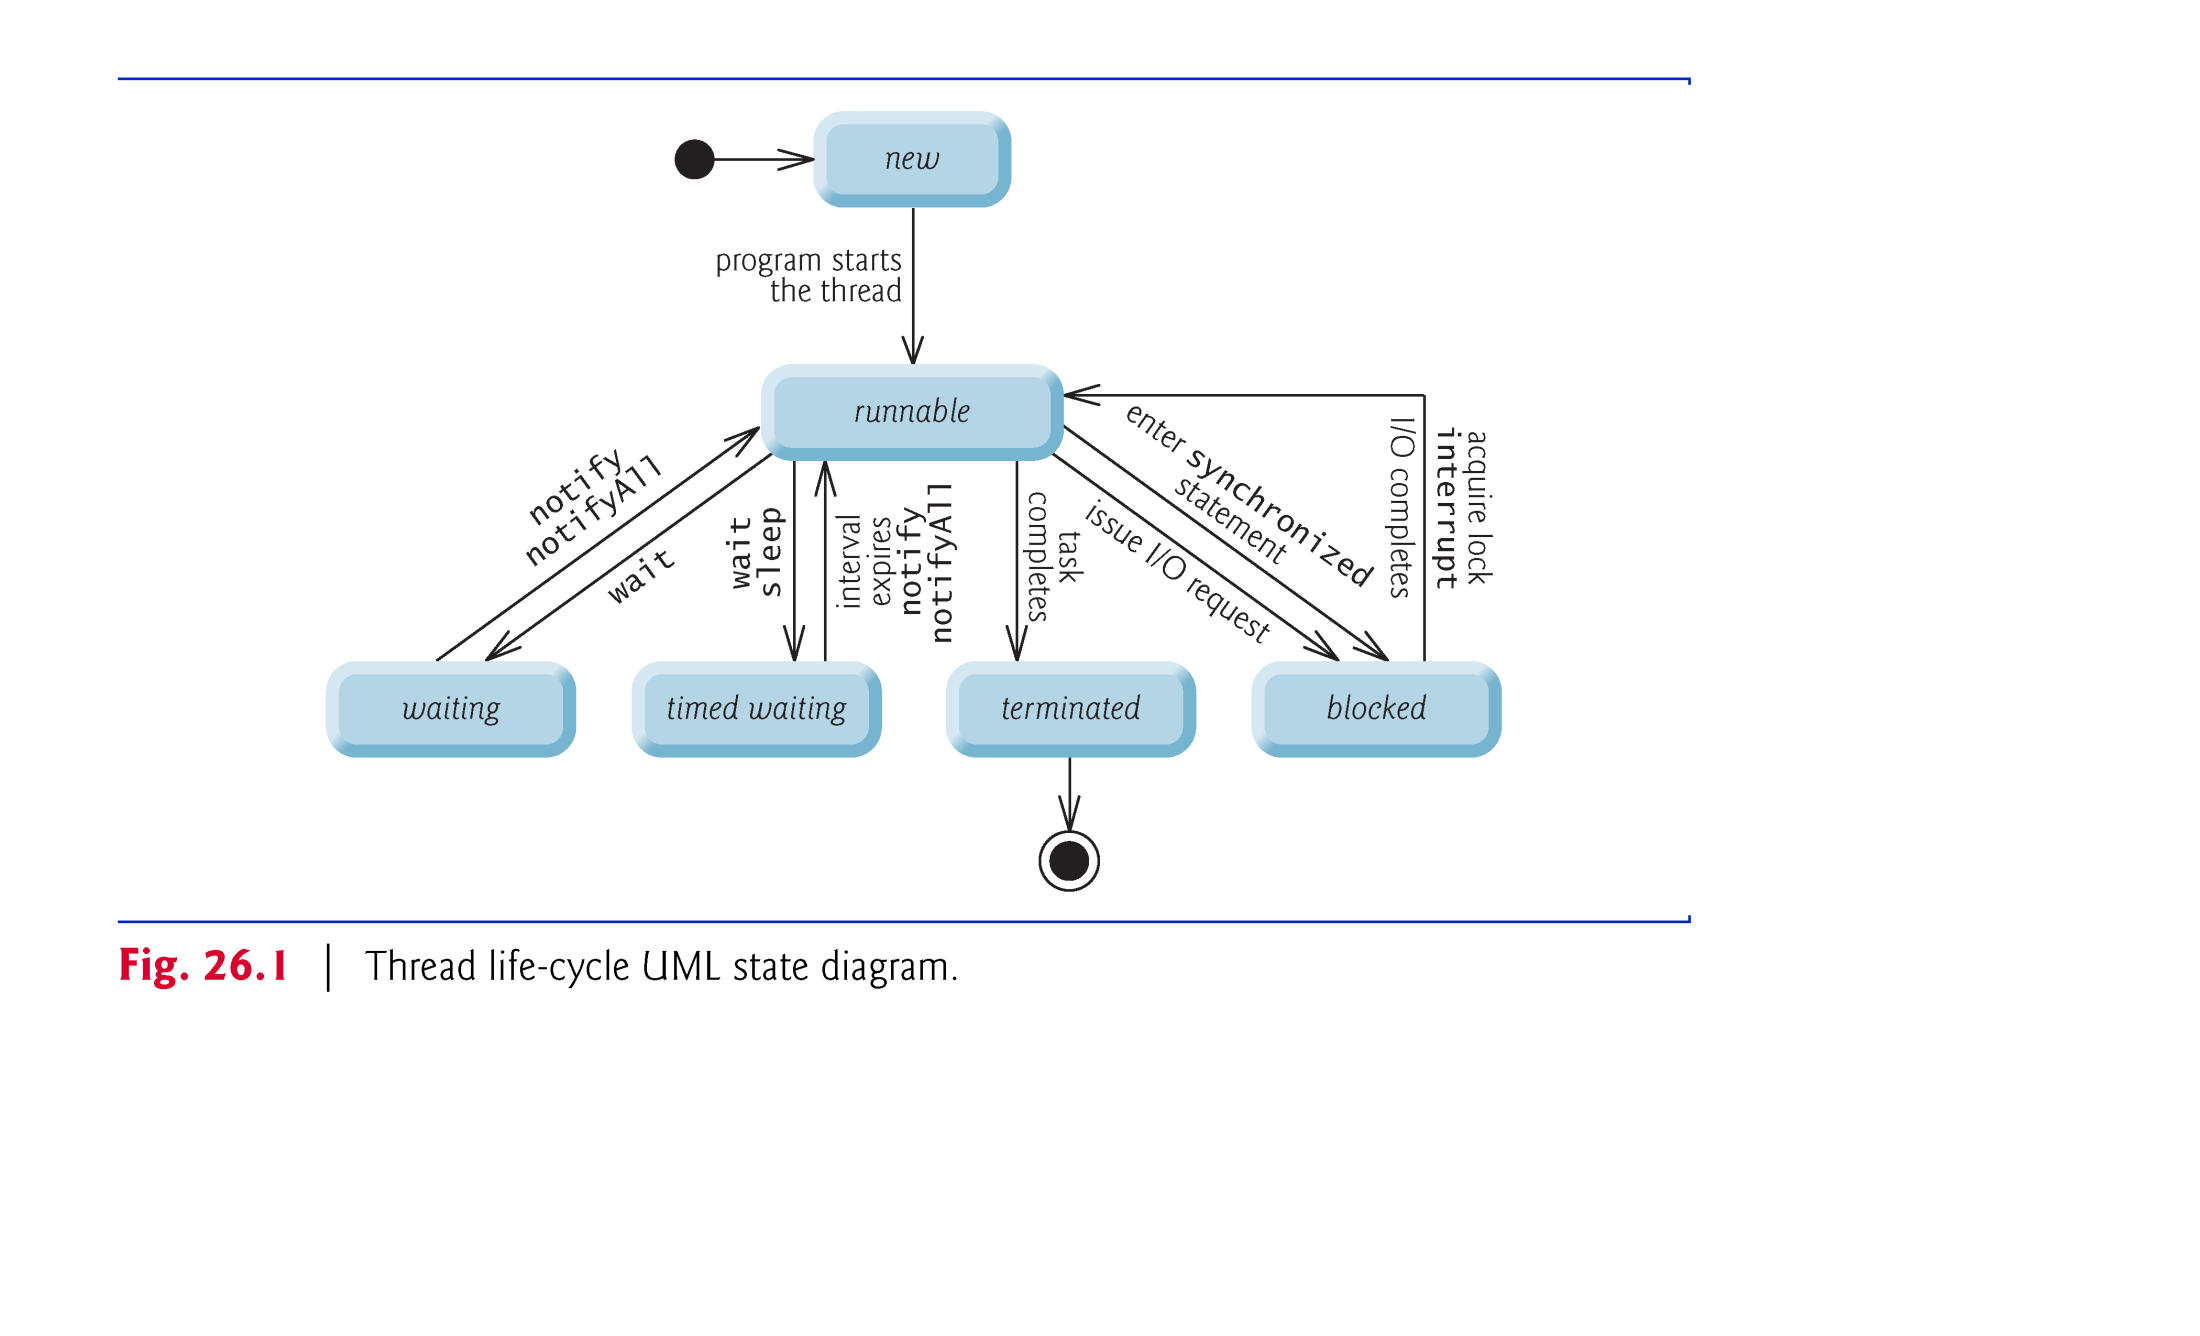 new
program starts
the thread
runnable
notify
notifyAll
wait
wait
sleep
interval
expires
notify
notifyAll
task
completes
issue I/O request
enter synchronized
statement
I/O completes
acquire lock
interrupt
waiting
timed waiting
terminated
blocked
Fig. 26.1 | Thread life-cycle UML state diagram.